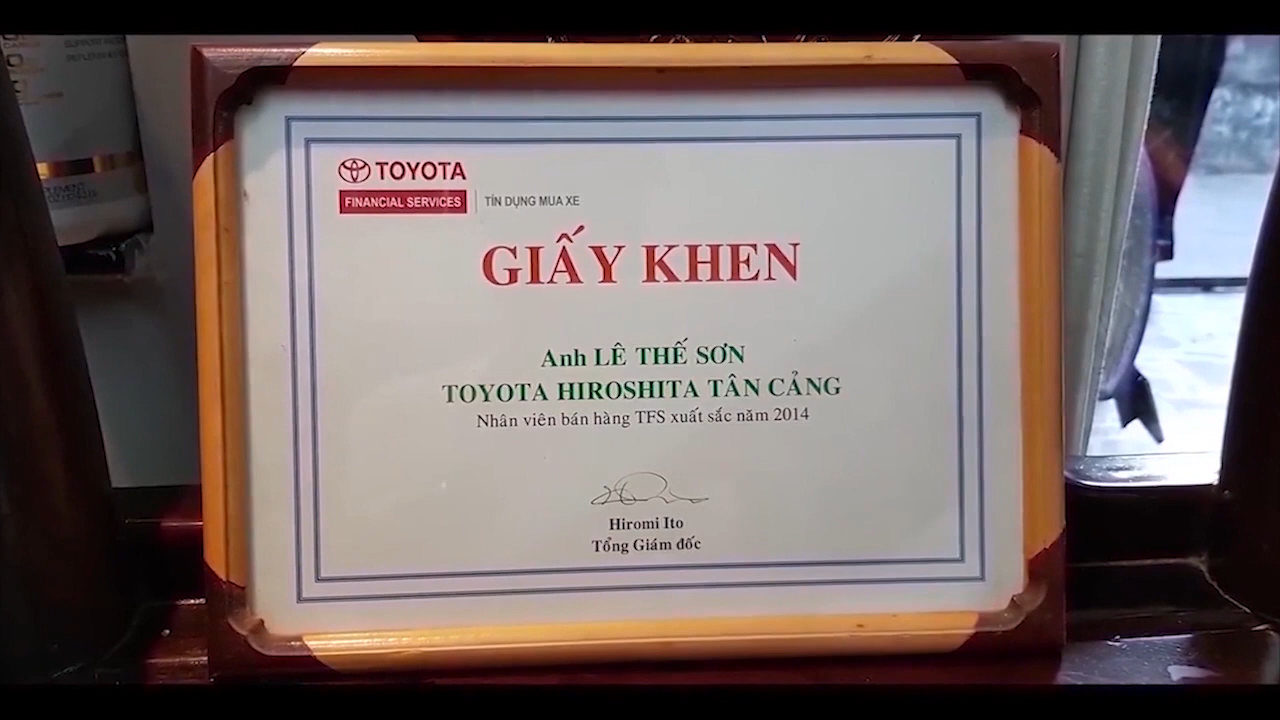 TOYOTA
FINANCIAL SERVICES
TÍN DỤNG MUA XE
GIẤY KHEN
Anh LÊ THẾ SƠN
TOYOTA HIROSHITA TÂN CẢNG
Nhân viên bán hàng TFS xuất sắc năm 2014
Hiromi Ito
Tổng Giám đốc